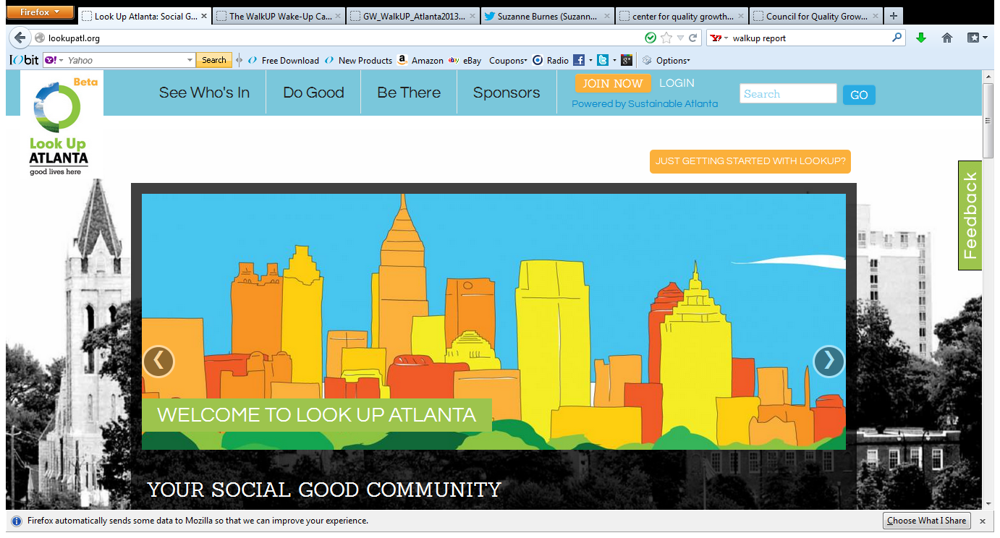 Firefox
Look Up Atlanta: Social G...
The WalkUP Wake-Up Ca...
GW_WalkUP_Atlanta2013...
Suzanne Burnes (Suzann...
center for quality growth...
Council for Quality Grow...
lookupatl.org
walkup report
IObit
Yahoo
Search
Free Download
New Products
Amazon
eBay
Coupons
Radio
Options
Beta
Look Up
ATLANTA
good lives here
See Who's In
Do Good
Be There
Sponsors
JOIN NOW
LOGIN
Powered by Sustainable Atlanta
Search
GO
JUST GETTING STARTED WITH LOOKUP?
Feedback
WELCOME TO LOOK UP ATLANTA
YOUR SOCIAL GOOD COMMUNITY
Firefox automatically sends some data to Mozilla so that we can improve your experience.
Choose What I Share